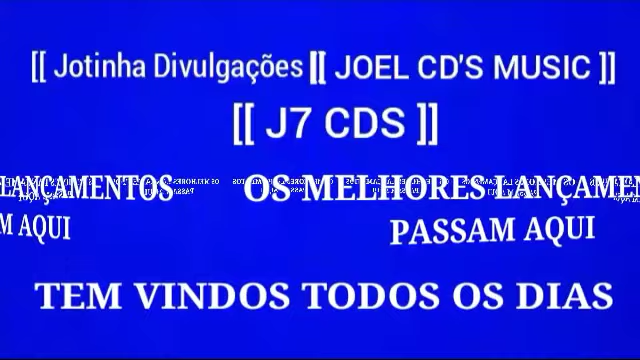 [[ Jotinha Divulgações [[ JOEL CD'S MUSIC ]]
[[ J7 CDS ]]
LANÇAMENTOS OS MELHORES LANÇAMEN
M AQUI PASSAM AQUI
TEM VINDOS TODOS OS DIAS